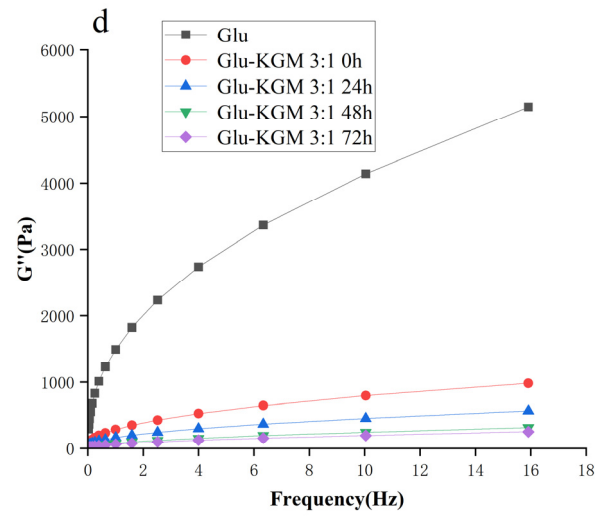 d
Glu
Glu-KGM 3:1 0h
Glu-KGM 3:1 24h
Glu-KGM 3:1 48h
Glu-KGM 3:1 72h
6000
5000
4000
3000
2000
1000
0
G''(Pa)
0 2 4 6 8 10 12 14 16 18
Frequency(Hz)